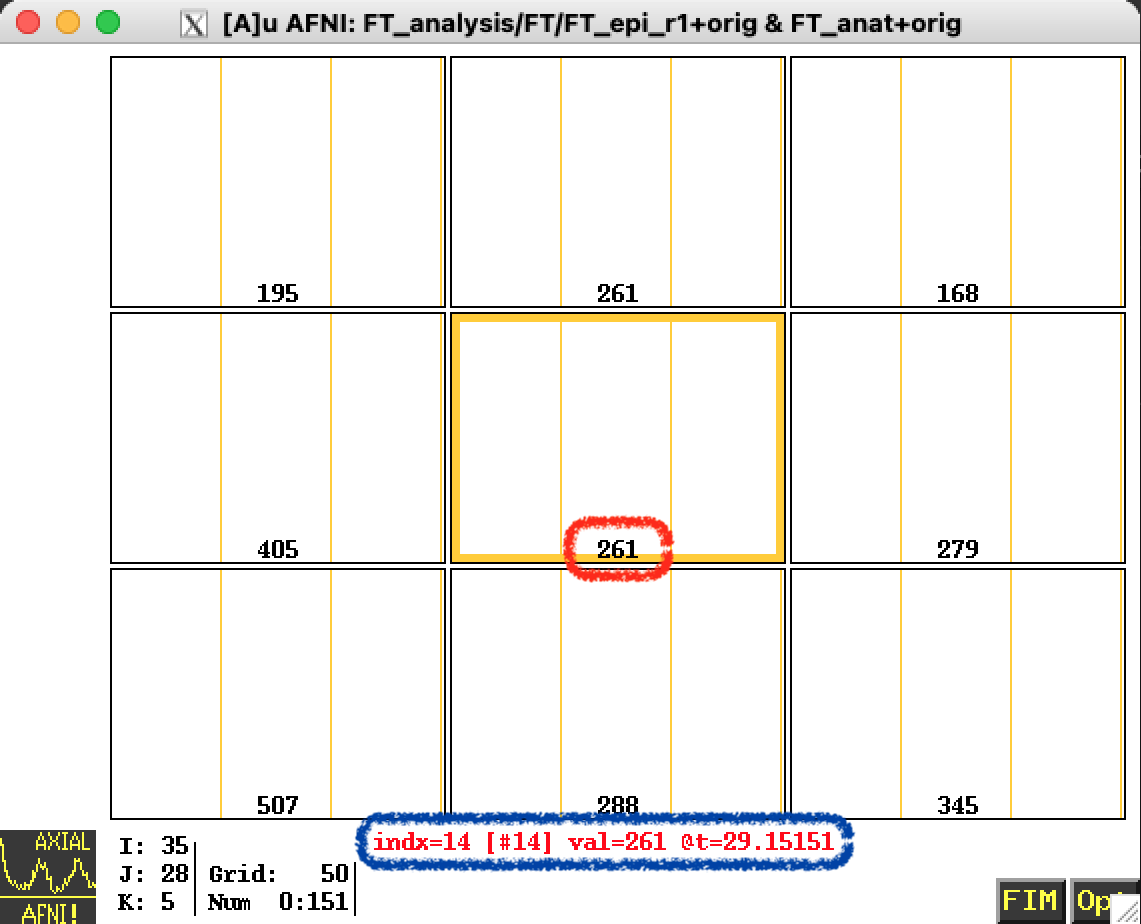 [A]u AFNI: FT_analysis/FT/FT_epi_r1+orig & FT_anat+orig
195 261 168
405 261 279
507 288 345
indx=14 [#14] val=261 @t=29.15151
AXIAL
AFNI!
I: 35
J: 28 Grid: 50
K: 5 Num 0:151
FIM